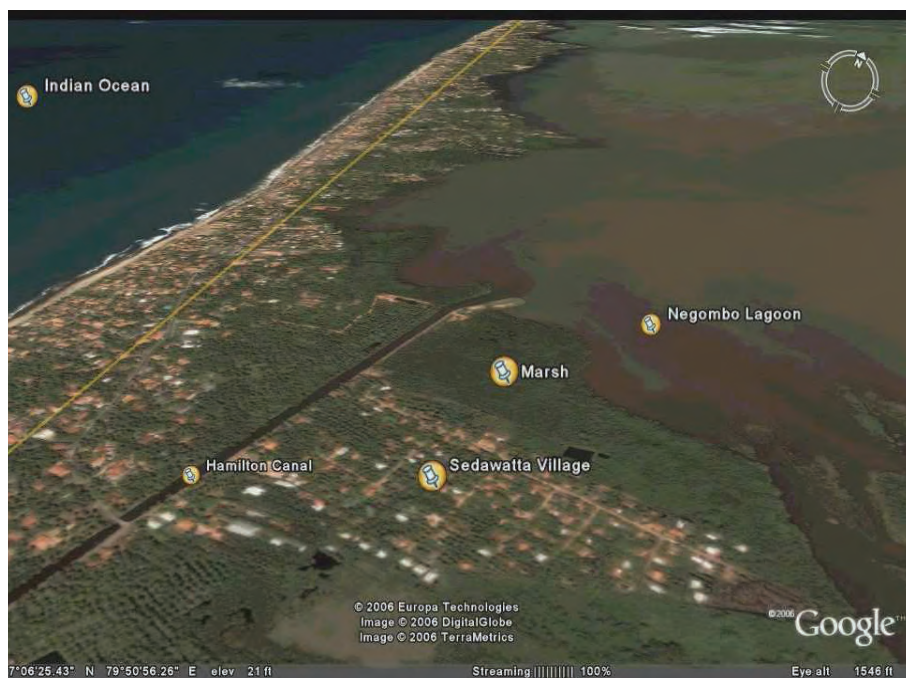 Indian Ocean
N
Negombo Lagoon
Marsh
Sedawatta Village
Hamilton Canal
© 2006 Europa Technologies
Image © 2006 DigitalGlobe
Image © 2006 TerraMetrics
©2006 Google™
7°06'25.43" N 79°50'56.26" E elev 21 ft Streaming |||||||||| 100% Eye alt 1546 ft